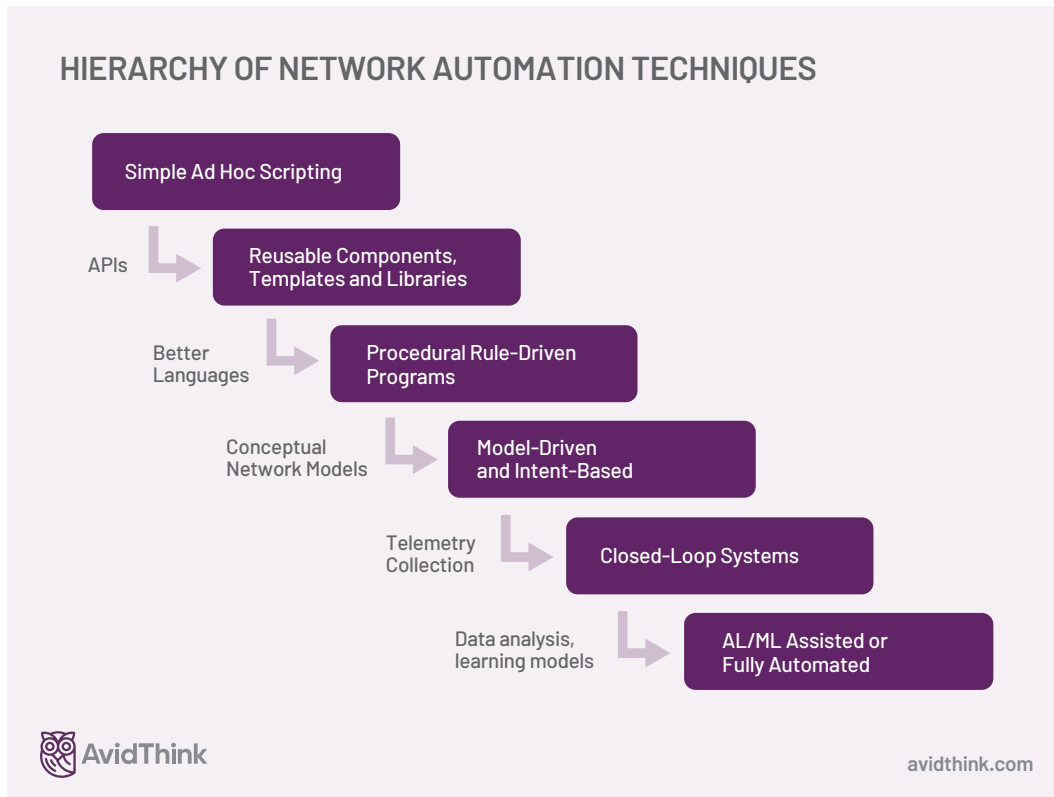 HIERARCHY OF NETWORK AUTOMATION TECHNIQUES
Simple Ad Hoc Scripting
APIs
Reusable Components,
Templates and Libraries
Better
Languages
Procedural Rule-Driven
Programs
Conceptual
Network Models
Model-Driven
and Intent-Based
Telemetry
Collection
Closed-Loop Systems
Data analysis,
learning models
AL/ML Assisted or
Fully Automated
AvidThink
avidthink.com